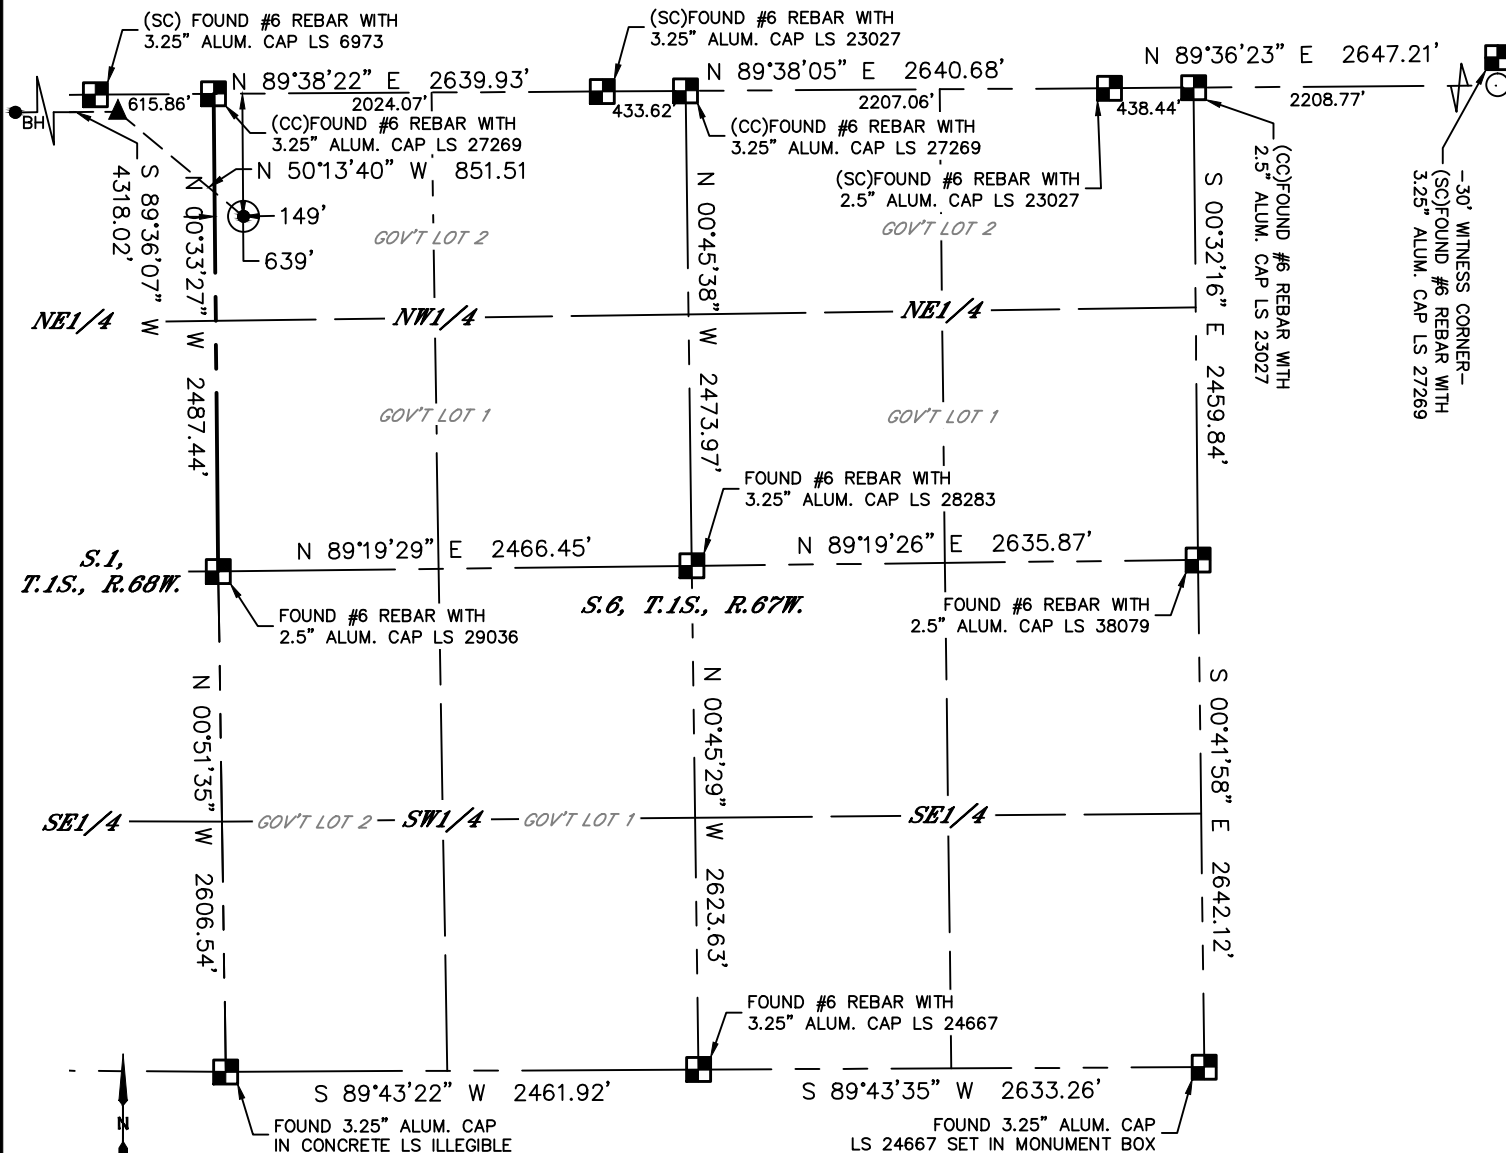 (SC) FOUND #6 REBAR WITH
3.25" ALUM. CAP LS 6973
(SC)FOUND #6 REBAR WITH
3.25" ALUM. CAP LS 23027
N 89°36'23" E 2647.21'
N 89°38'22" E 2639.93'
N 89°38'05" E 2640.68'
615.86'
2024.07'
433.62'
2207.06'
438.44'
2208.77'
BH
(CC)FOUND #6 REBAR WITH
3.25" ALUM. CAP LS 27269
(CC)FOUND #6 REBAR WITH
3.25" ALUM. CAP LS 27269
N 50°13'40" W 851.51
(SC)FOUND #6 REBAR WITH
2.5" ALUM. CAP LS 23027
(CC)FOUND #6 REBAR WITH
2.5" ALUM. CAP LS 23027
-30' WITNESS CORNER-
(SC)FOUND #6 REBAR WITH
3.25" ALUM. CAP LS 27269
S 89°36'07" W
4318.02'
N 00°33'27" W 2487.44'
149'
639'
GOV'T LOT 2
N 00°45'38" W 2473.97'
GOV'T LOT 2
S 00°32'16" E 2459.84'
NE1/4
NW1/4
NE1/4
GOV'T LOT 1
GOV'T LOT 1
FOUND #6 REBAR WITH
3.25" ALUM. CAP LS 28283
N 89°19'29" E 2466.45'
N 89°19'26" E 2635.87'
S.1,
T.1S., R.68W.
S.6, T.1S., R.67W.
FOUND #6 REBAR WITH
2.5" ALUM. CAP LS 29036
FOUND #6 REBAR WITH
2.5" ALUM. CAP LS 38079
N 00°51'35" W 2606.54'
N 00°45'29" W 2623.63'
S 00°41'58" E 2642.12'
SE1/4
GOV'T LOT 2
SW1/4
GOV'T LOT 1
SE1/4
FOUND #6 REBAR WITH
3.25" ALUM. CAP LS 24667
S 89°43'22" W 2461.92'
S 89°43'35" W 2633.26'
N
FOUND 3.25" ALUM. CAP
IN CONCRETE LS ILLEGIBLE
FOUND 3.25" ALUM. CAP
LS 24667 SET IN MONUMENT BOX